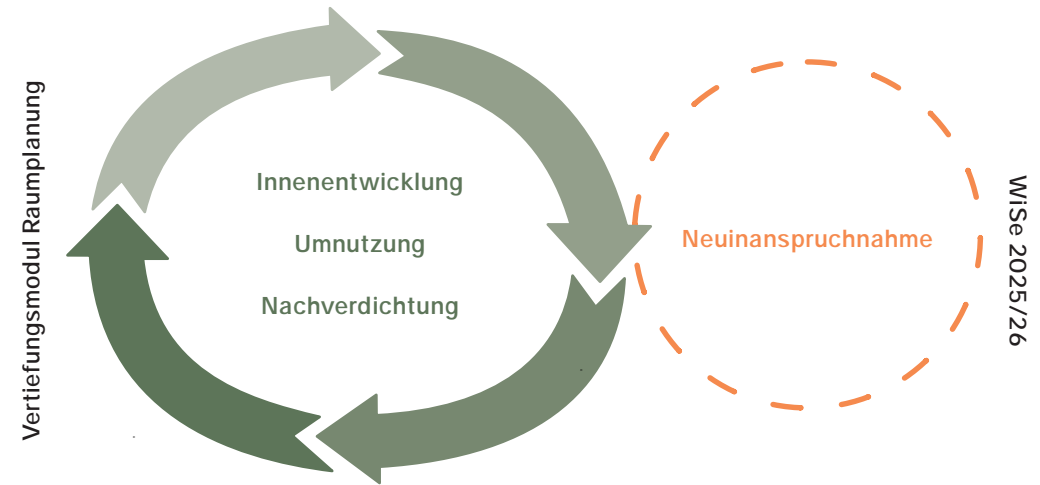 Vertiefungsmodul Raumplanung
Innenentwicklung
Umnutzung
Nachverdichtung
Neuinanspruchnahme
WiSe 2025/26